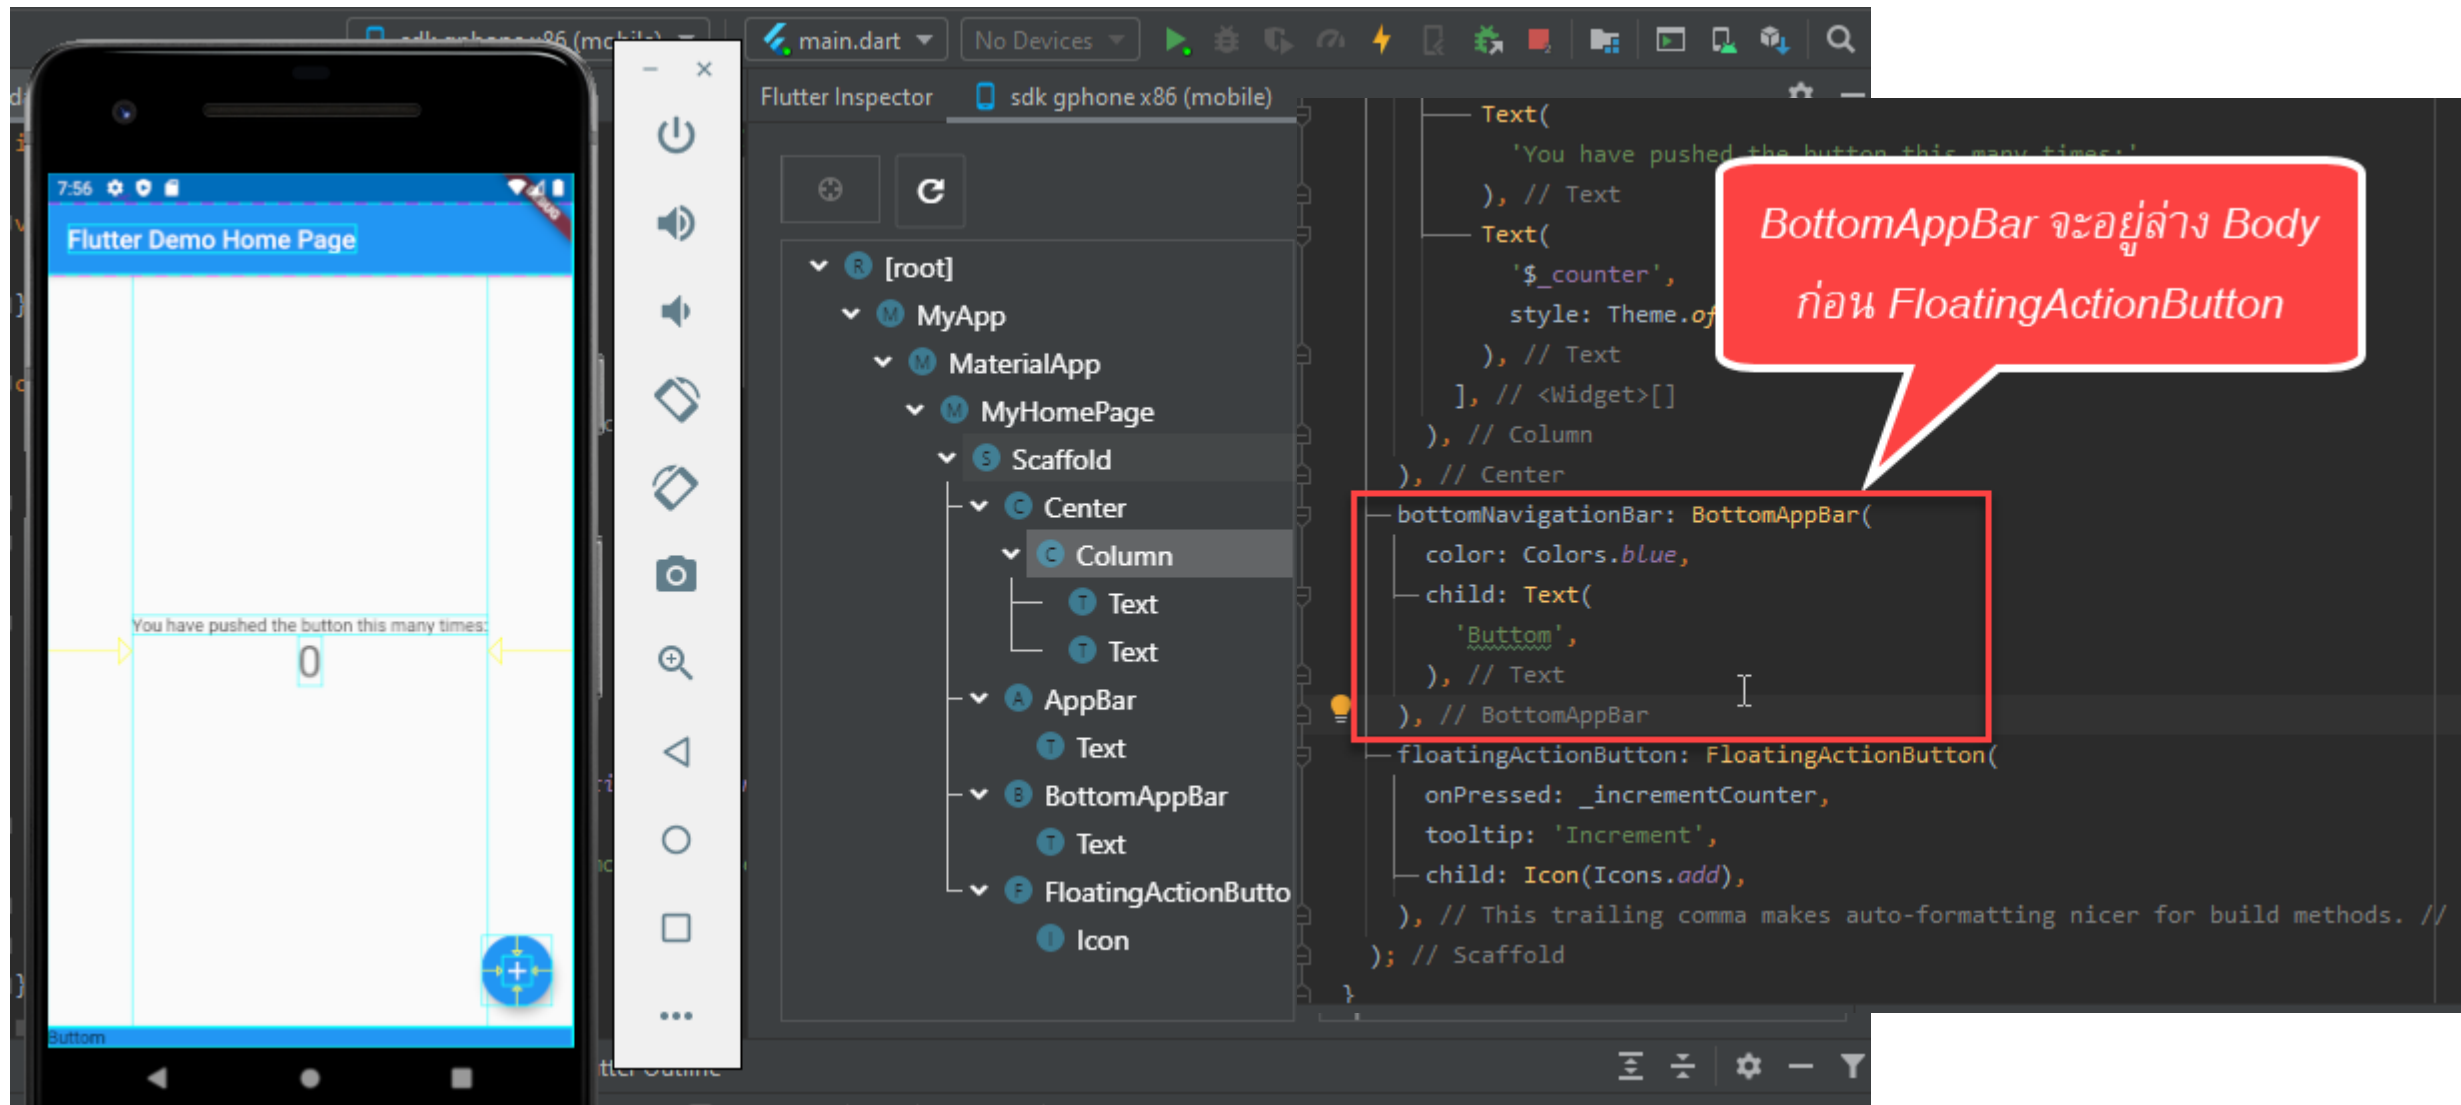 main.dart
No Devices
Flutter Inspector
sdk gphone x86 (mobile)
7:56
DEBUG
Flutter Demo Home Page
You have pushed the button this many times:
0
Buttom
[root]
MyApp
MaterialApp
MyHomePage
Scaffold
Center
Column
Text
Text
AppBar
Text
BottomAppBar
Text
FloatingActionButto
Icon
Text(
'You have pushed the button this many times:'
), // Text
Text(
'$_counter',
style: Theme.of
), // Text
], // <Widget>[]
), // Column
), // Center
bottomNavigationBar: BottomAppBar(
color: Colors.blue,
child: Text(
'Buttom',
), // Text
), // BottomAppBar
floatingActionButton: FloatingActionButton(
onPressed: _incrementCounter,
tooltip: 'Increment',
child: Icon(Icons.add),
), // This trailing comma makes auto-formatting nicer for build methods. //
); // Scaffold
}
BottomAppBar จะอยู่ล่าง Body
ก่อน FloatingActionButton